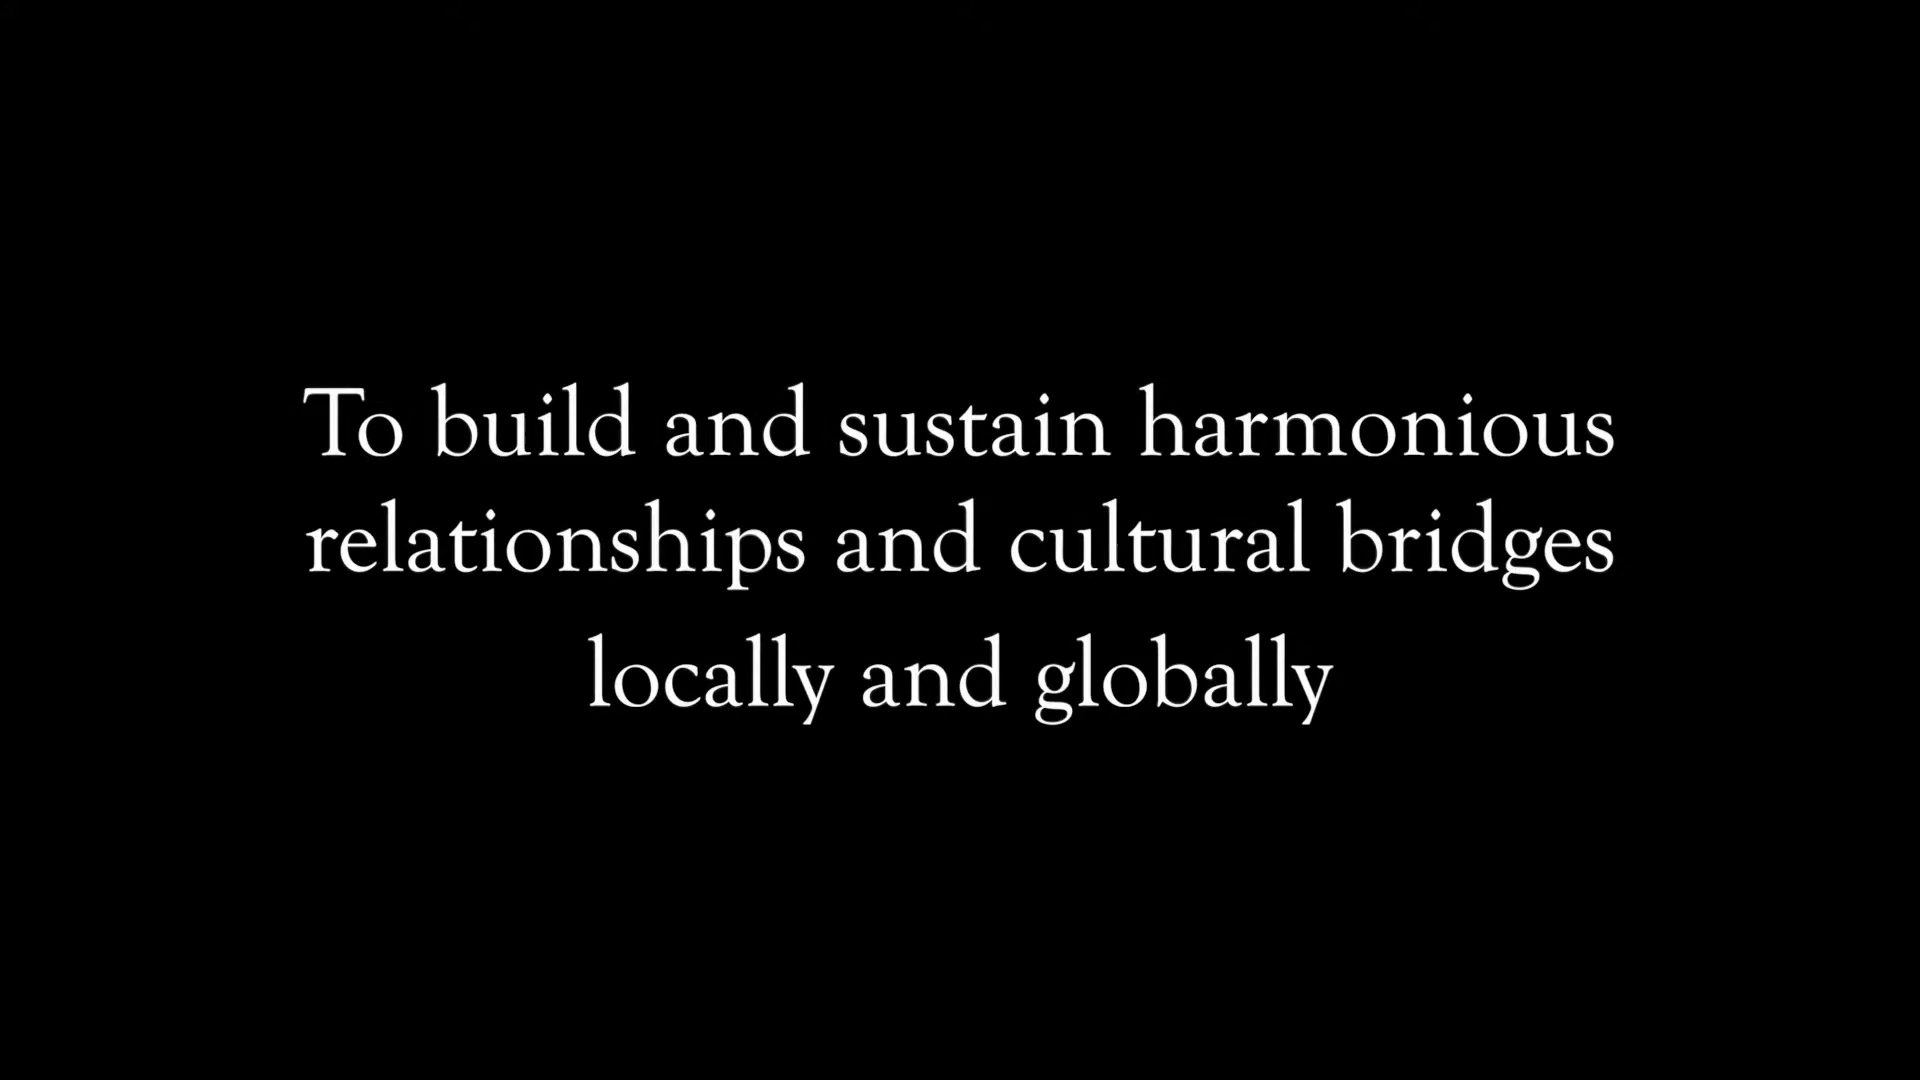 To build and sustain harmonious
relationships and cultural bridges
locally and globally